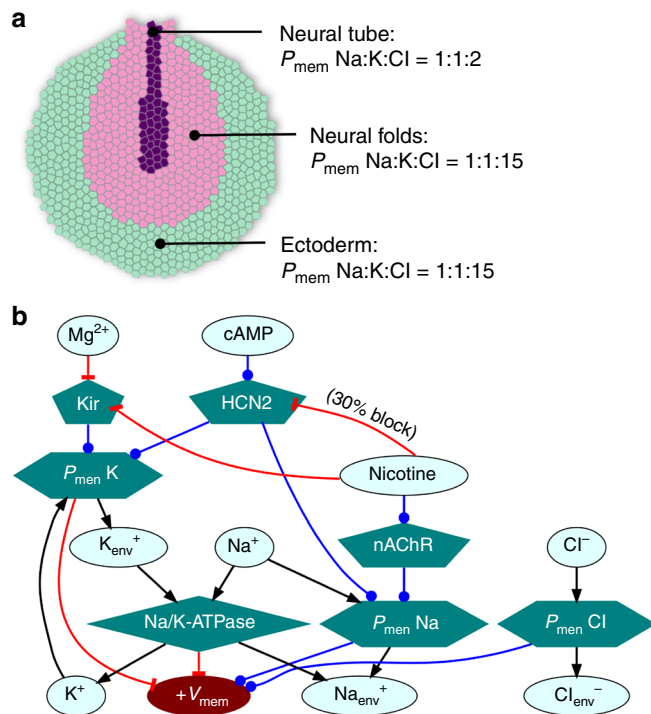 a
Neural tube:
Pmem Na:K:Cl = 1:1:2
Neural folds:
Pmem Na:K:Cl = 1:1:15
Ectoderm:
Pmem Na:K:Cl = 1:1:15
b
Mg2+
cAMP
Kir
HCN2
(30% block)
Pmen K
Nicotine
Kenv+
Na+
nAChR
Cl−
Na/K-ATPase
Pmen Na
Pmen Cl
K+
+Vmem
Naenv+
Clenv−